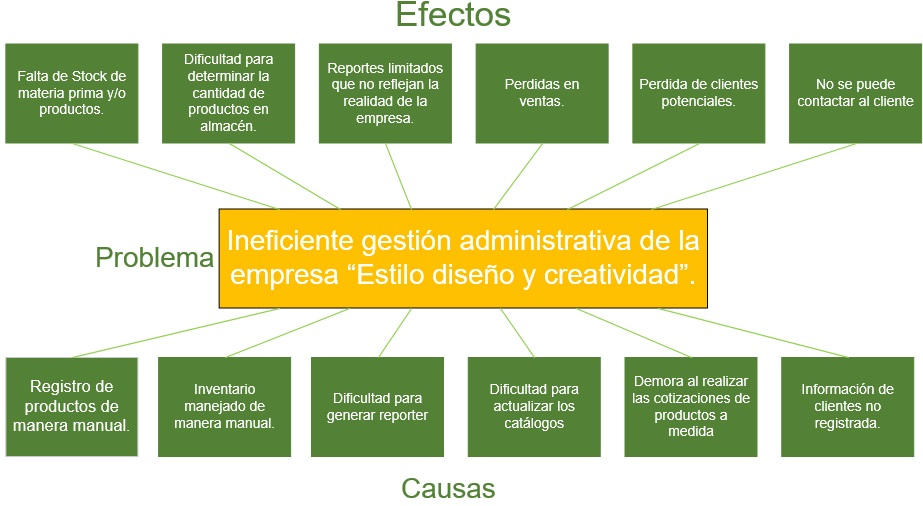 Efectos
Falta de Stock de
materia prima y/o
productos.
Dificultad para
determinar la
cantidad de
productos en
almacén.
Reportes limitados
que no reflejan la
realidad de la
empresa.
Perdidas en
ventas.
Perdida de clientes
potenciales.
No se puede
contactar al cliente
Problema
Ineficiente gestión administrativa de la
empresa “Estilo diseño y creatividad”.
Registro de
productos de
manera manual.
Inventario
manejado de
manera manual.
Dificultad para
generar reporter
Dificultad para
actualizar los
catálogos
Demora al realizar
las cotizaciones de
productos a
medida
Información de
clientes no
registrada.
Causas